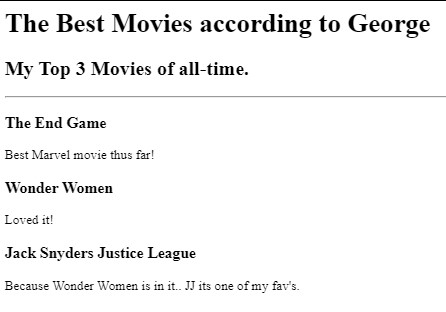 The Best Movies according to George
My Top 3 Movies of all-time.
The End Game
Best Marvel movie thus far!
Wonder Women
Loved it!
Jack Snyders Justice League
Because Wonder Women is in it.. JJ its one of my fav's.